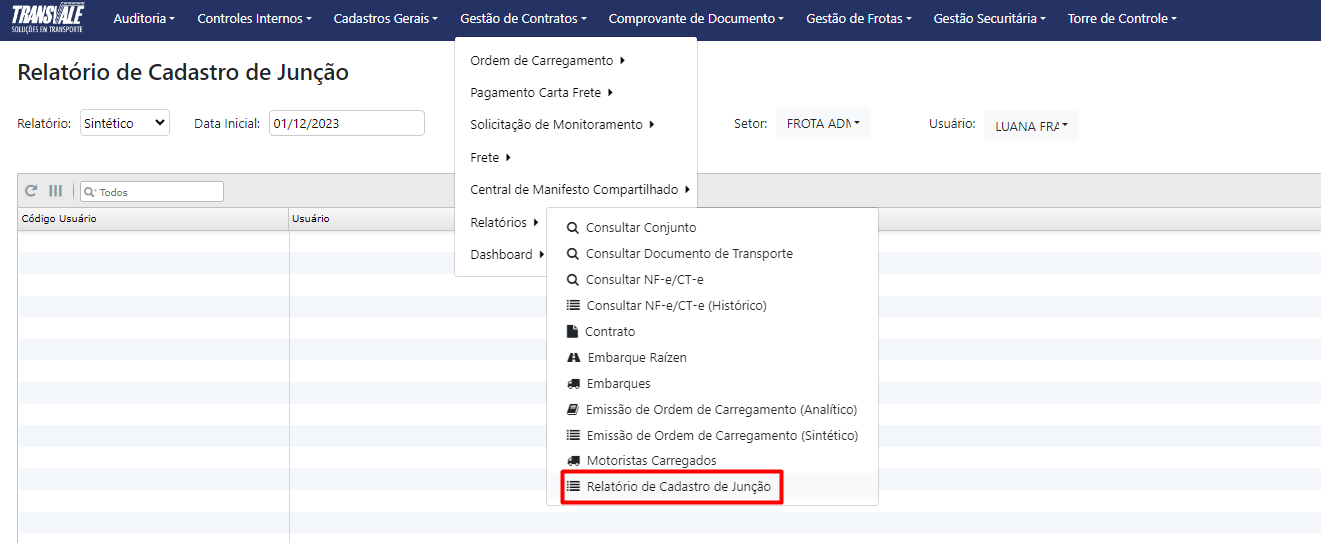 TRANSVALE
SOLUÇÕES EM TRANSPORTE
Auditoria
Controles Internos
Cadastros Gerais
Gestão de Contratos
Comprovante de Documento
Gestão de Frotas
Gestão Securitária
Torre de Controle
Relatório de Cadastro de Junção
Relatório:
Sintético
Data Inicial:
01/12/2023
Setor:
FROTA ADM
Usuário:
LUANA FRA
Todos
Código Usuário
Usuário
Ordem de Carregamento
Pagamento Carta Frete
Solicitação de Monitoramento
Frete
Central de Manifesto Compartilhado
Relatórios
Dashboard
Consultar Conjunto
Consultar Documento de Transporte
Consultar NF-e/CT-e
Consultar NF-e/CT-e (Histórico)
Contrato
Embarque Raízen
Embarques
Emissão de Ordem de Carregamento (Analítico)
Emissão de Ordem de Carregamento (Sintético)
Motoristas Carregados
Relatório de Cadastro de Junção